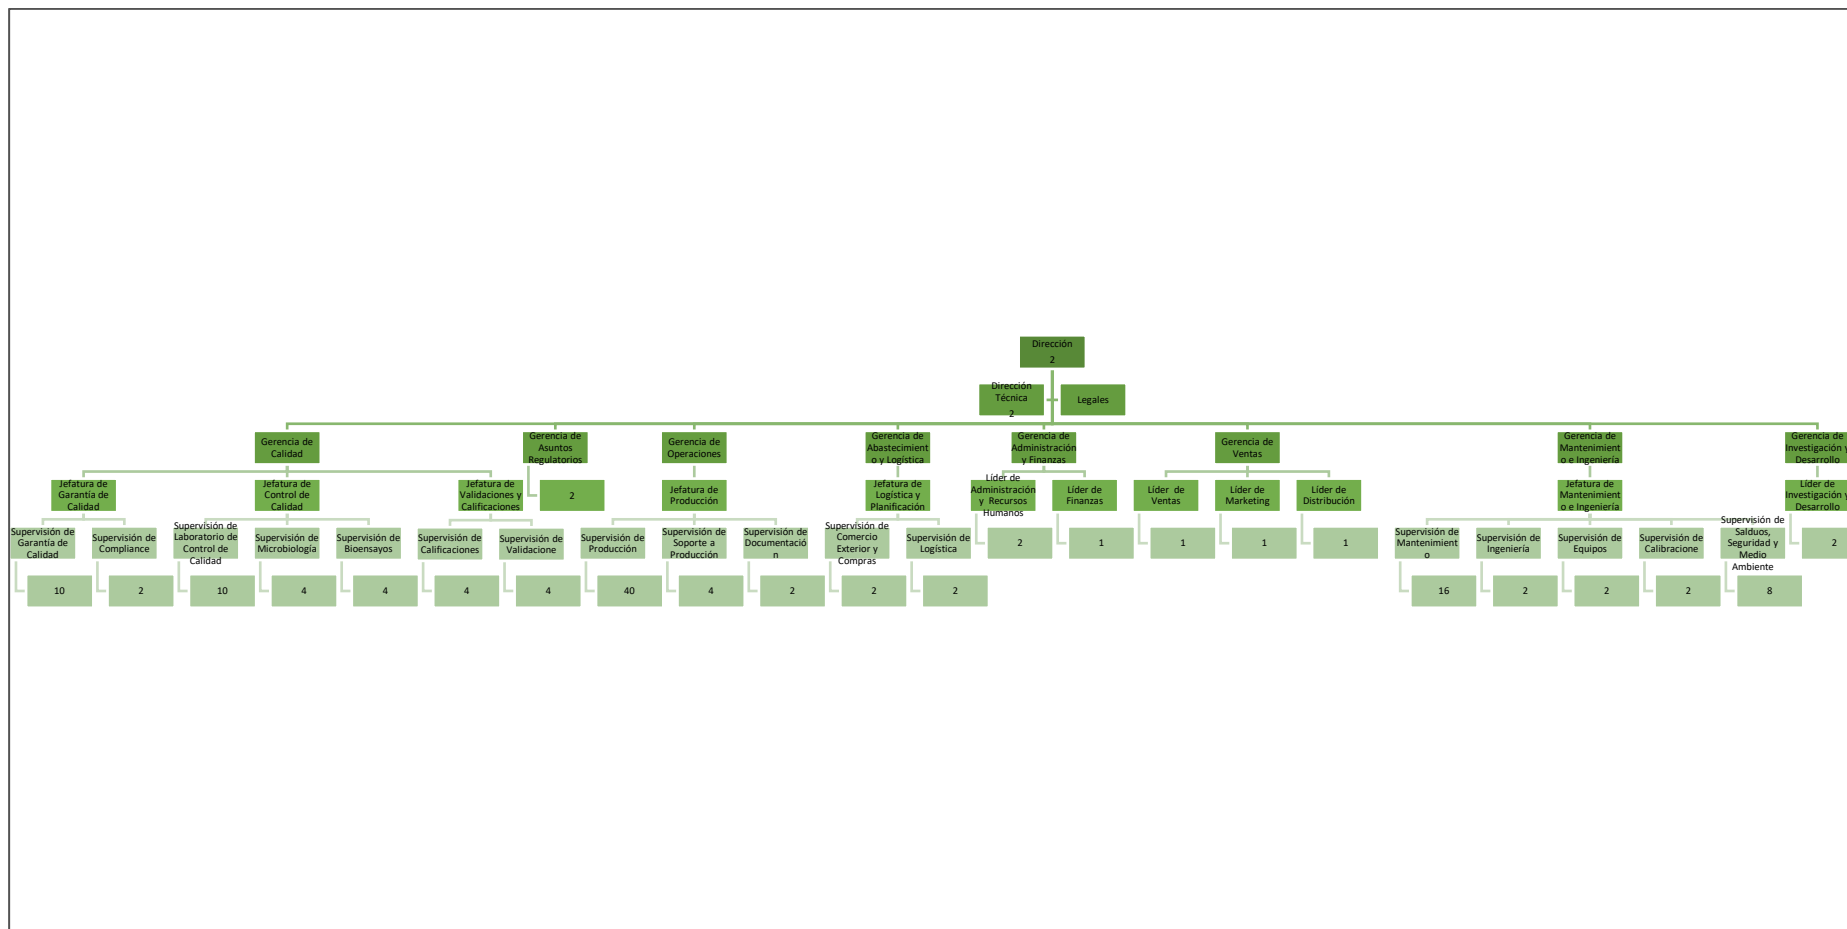 Dirección
2
Dirección
Técnica
2
Legales
Gerencia de
Calidad
Gerencia de
Asuntos
Regulatorios
Gerencia de
Operaciones
Gerencia de
Abastecimient
o y Logística
Gerencia de
Administración
y Finanzas
Gerencia de
Ventas
Gerencia de
Mantenimient
o e Ingeniería
Gerencia de
Investigación y
Desarrollo
Jefatura de
Garantía de
Calidad
Jefatura de
Control de
Calidad
Jefatura de
Validaciones y
Calificaciones
2
Jefatura de
Producción
Jefatura de
Logística y
Planificación
Líder de
Administración
y Recursos
Humanos
Líder de
Finanzas
Líder de
Ventas
Líder de
Marketing
Líder de
Distribución
Jefatura de
Mantenimient
o e Ingeniería
Líder de
Investigación y
Desarrollo
Supervisión de
Garantía de
Calidad
Supervisión de
Compliance
Supervisión de
Laboratorio de
Control de
Calidad
Supervisión de
Microbiología
Supervisión de
Bioensayos
Supervisión de
Calificaciones
Supervisión de
Validacione
Supervisión de
Producción
Supervisión de
Soporte a
Producción
Supervisión de
Documentació
n
Supervisión de
Comercio
Exterior y
Compras
Supervisión de
Logística
2
1
1
1
1
Supervisión de
Mantenimient
o
Supervisión de
Ingeniería
Supervisión de
Equipos
Supervisión de
Calibracione
Supervisión de
Salduos,
Seguridad y
Medio
Ambiente
2
10
2
10
4
4
4
4
40
4
2
2
2
16
2
2
2
8